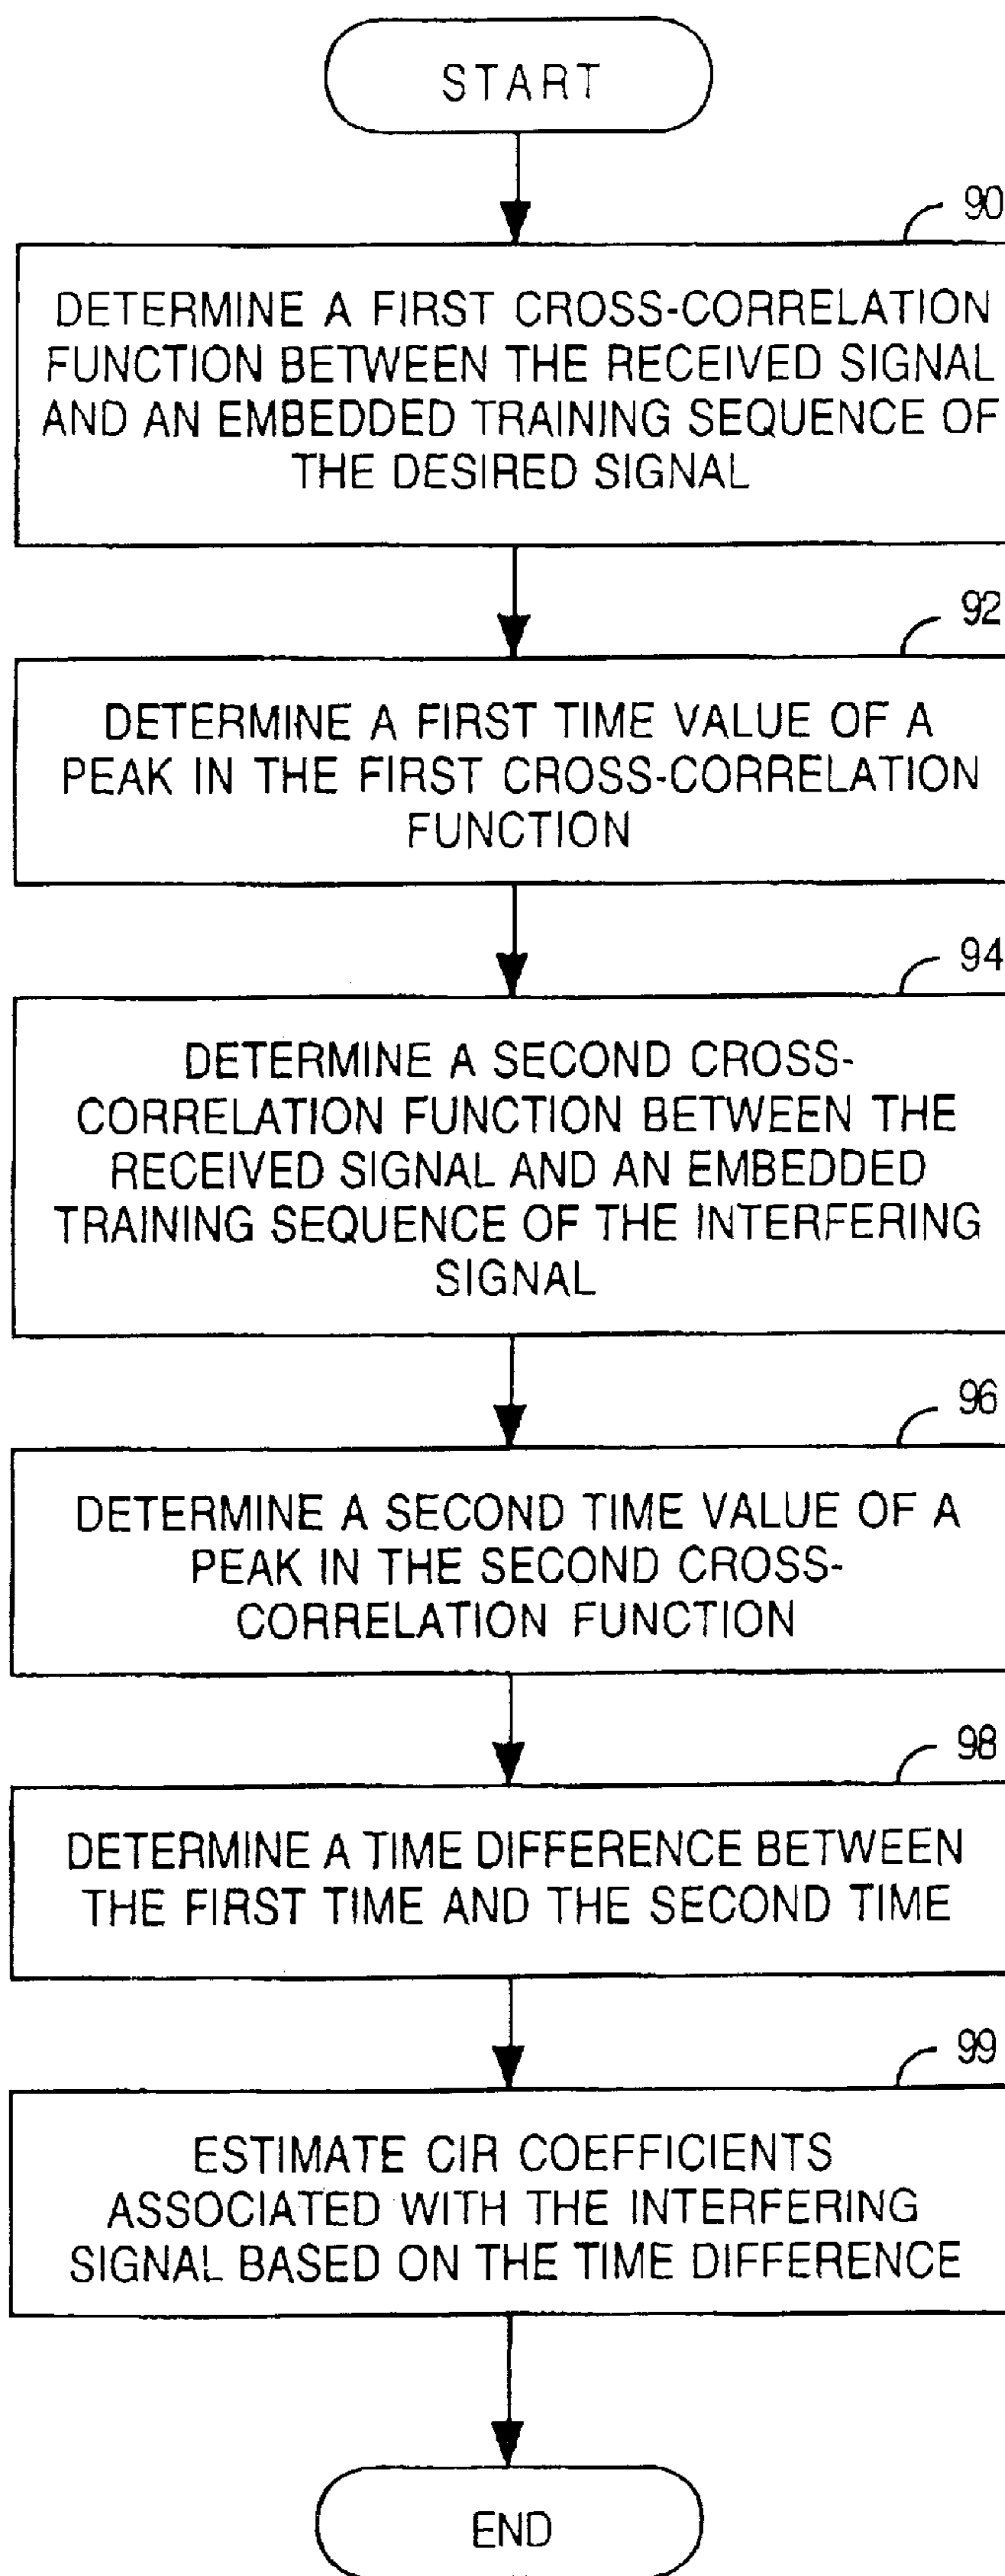 START
90
DETERMINE A FIRST CROSS-CORRELATION
FUNCTION BETWEEN THE RECEIVED SIGNAL
AND AN EMBEDDED TRAINING SEQUENCE OF
THE DESIRED SIGNAL
92
DETERMINE A FIRST TIME VALUE OF A
PEAK IN THE FIRST CROSS-CORRELATION
FUNCTION
94
DETERMINE A SECOND CROSS-
CORRELATION FUNCTION BETWEEN THE
RECEIVED SIGNAL AND AN EMBEDDED
TRAINING SEQUENCE OF THE INTERFERING
SIGNAL
96
DETERMINE A SECOND TIME VALUE OF A
PEAK IN THE SECOND CROSS-
CORRELATION FUNCTION
98
DETERMINE A TIME DIFFERENCE BETWEEN
THE FIRST TIME AND THE SECOND TIME
99
ESTIMATE CIR COEFFICIENTS
ASSOCIATED WITH THE INTERFERING
SIGNAL BASED ON THE TIME DIFFERENCE
END